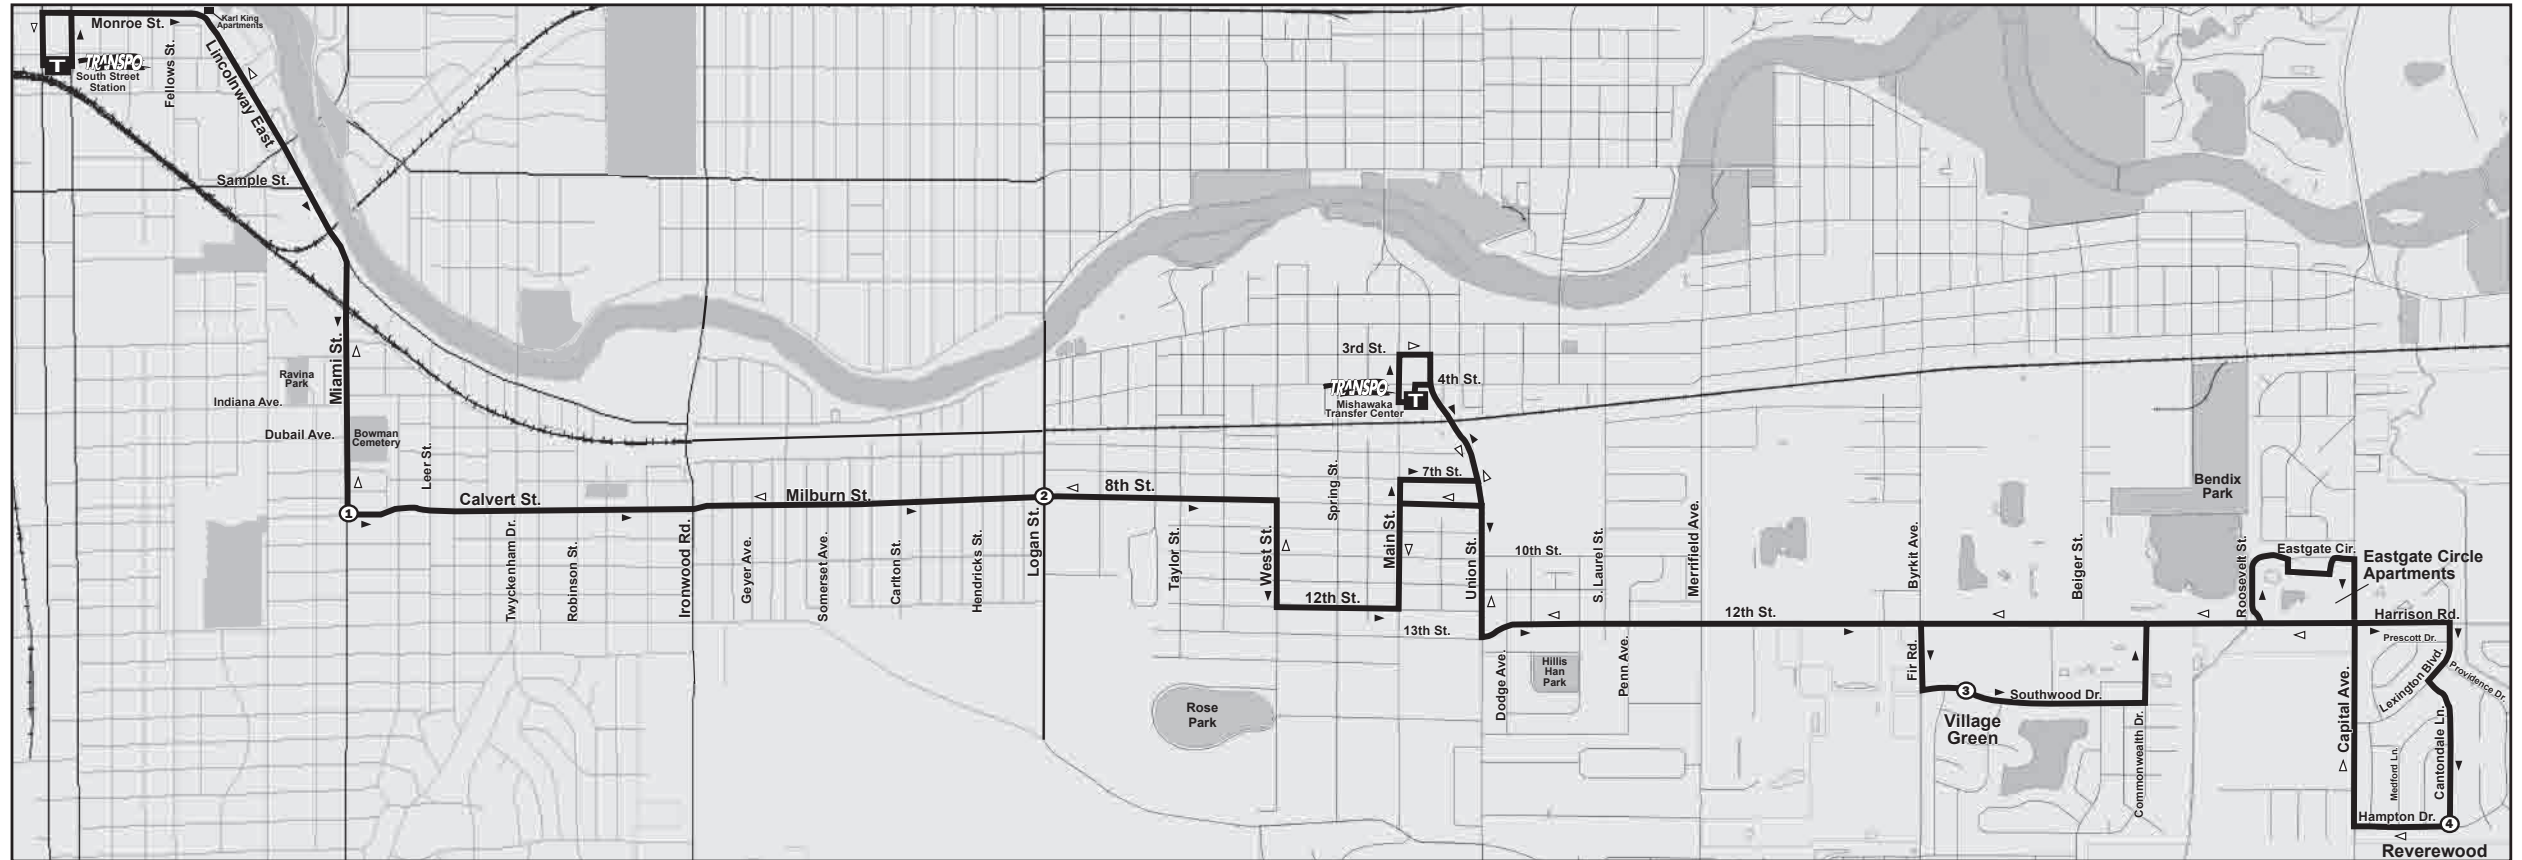 Monroe St.
Karl King
Apartments
T
TRANSPO
South Street
Station
Fellows St.
Lincolnway East
Sample St.
Miami St.
Ravina
Park
Indiana Ave.
Dubail Ave.
Bowman
Cemetery
Leer St.
1
Calvert St.
Twyckenham Dr.
Robinson St.
Ironwood Rd.
Milburn St.
Geyer Ave.
Somerset Ave.
Carlton St.
Hendricks St.
Logan St.
2
8th St.
Taylor St.
West St.
Rose
Park
12th St.
Spring St.
3rd St.
4th St.
TRANSPO
T
Mishawaka
Transfer Center
7th St.
Main St.
Union St.
13th St.
10th St.
Dodge Ave.
Hillis
Han
Park
S. Laurel St.
Penn Ave.
Merrifield Ave.
12th St.
Byrkit Ave.
Fir Rd.
3
Southwood Dr.
Village
Green
Beiger St.
Commonwealth Dr.
Bendix
Park
Roosevelt St.
Eastgate Cir.
Eastgate Circle
Apartments
Harrison Rd.
Prescott Dr.
Lexington Blvd.
Providence Dr.
Capital Ave.
Medford Ln.
Cantondale Ln.
Hampton Dr.
4
Reverewood